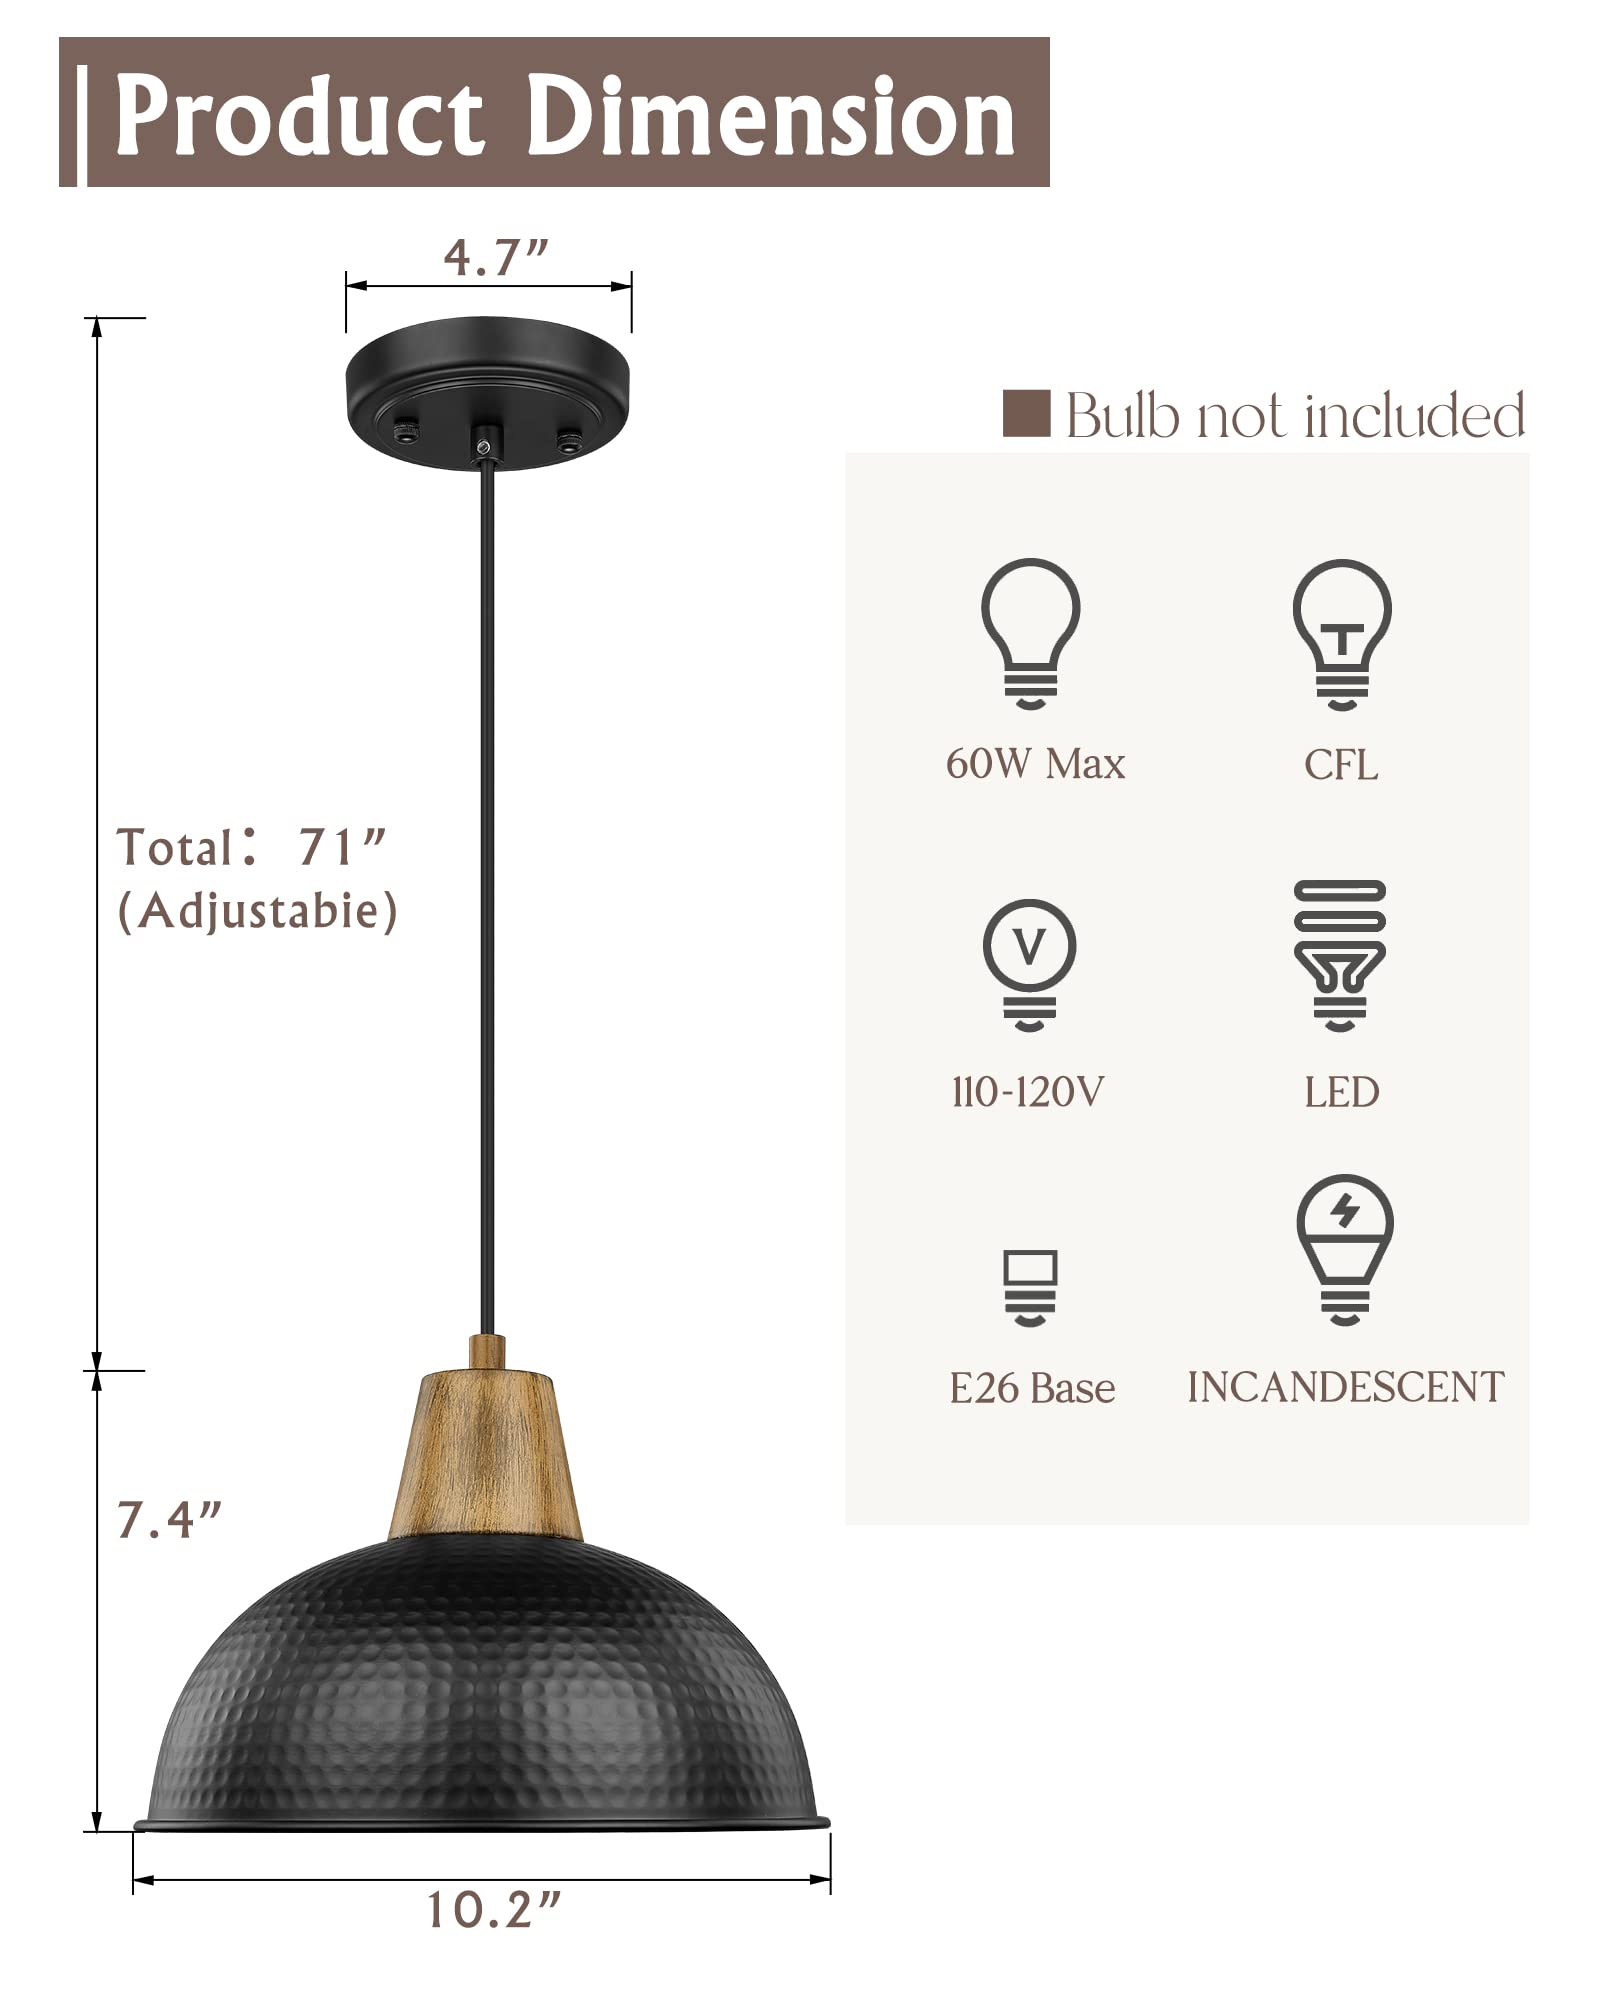 Product Dimension
4.7”
Bulb not included
60W Max
CFL
Total: 71”
(Adjustabie)
V
110-120V
LED
E26 Base
INCANDESCENT
7.4”
10.2”